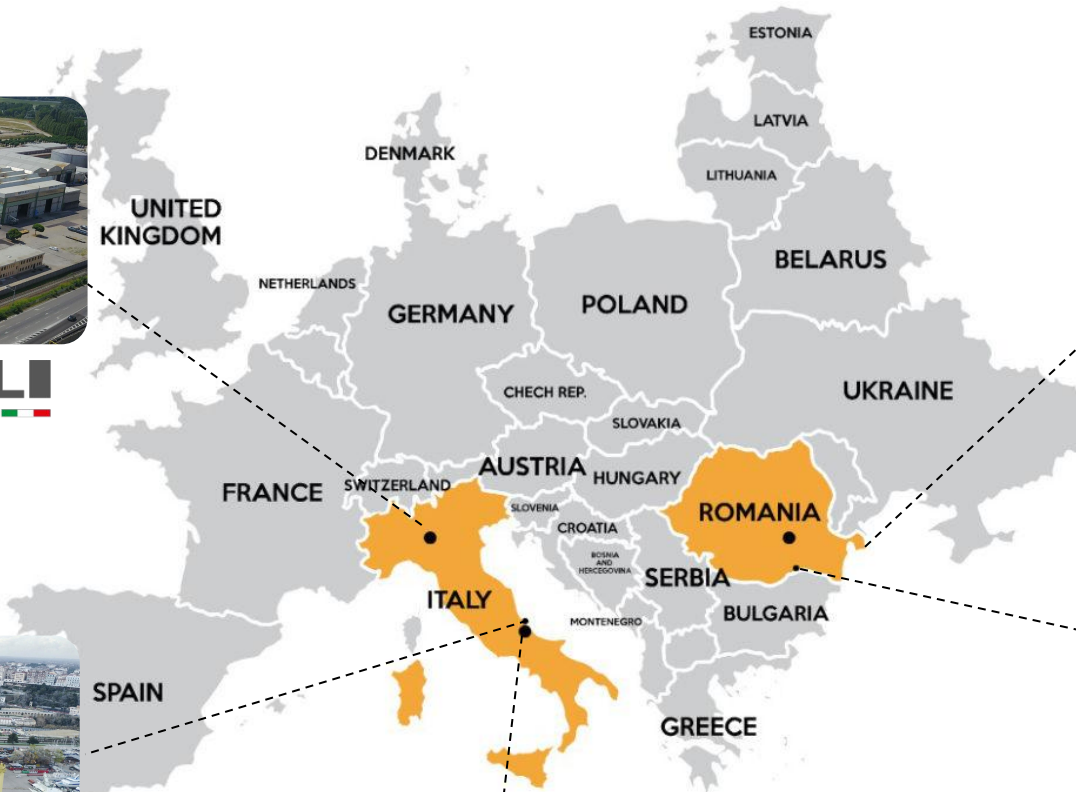 ESTONIA
LATVIA
DENMARK
LITHUANIA
UNITED
KINGDOM
BELARUS
NETHERLANDS
GERMANY
POLAND
UKRAINE
CHECH REP.
SLOVAKIA
AUSTRIA
HUNGARY
SWITZERLAND
FRANCE
SLOVENIA
ROMANIA
CROATIA
BOSNIA
AND
HERCEGOVINA
SERBIA
ITALY
BULGARIA
MONTENEGRO
SPAIN
GREECE